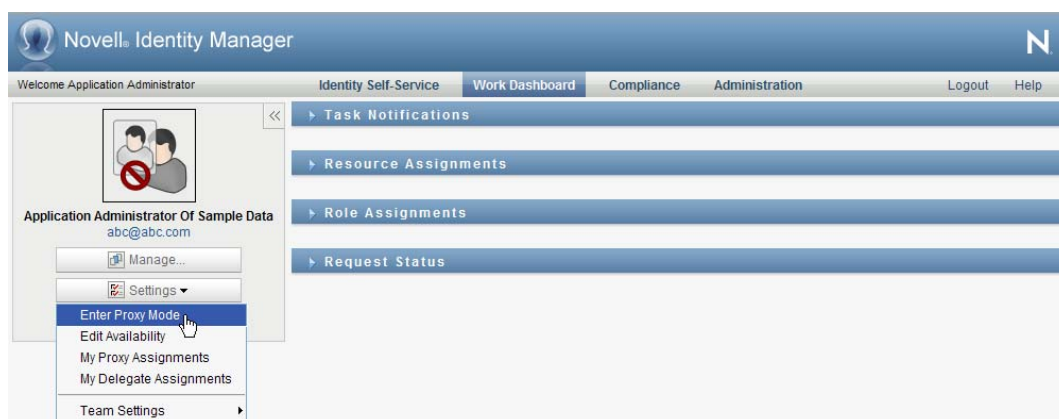 Novell® Identity Manager
N
Welcome Application Administrator
Identity Self-Service
Work Dashboard
Compliance
Administration
Logout
Help
Task Notifications
Resource Assignments
Role Assignments
Request Status
Application Administrator Of Sample Data
abc@abc.com
Manage...
Settings
Enter Proxy Mode
Edit Availability
My Proxy Assignments
My Delegate Assignments
Team Settings